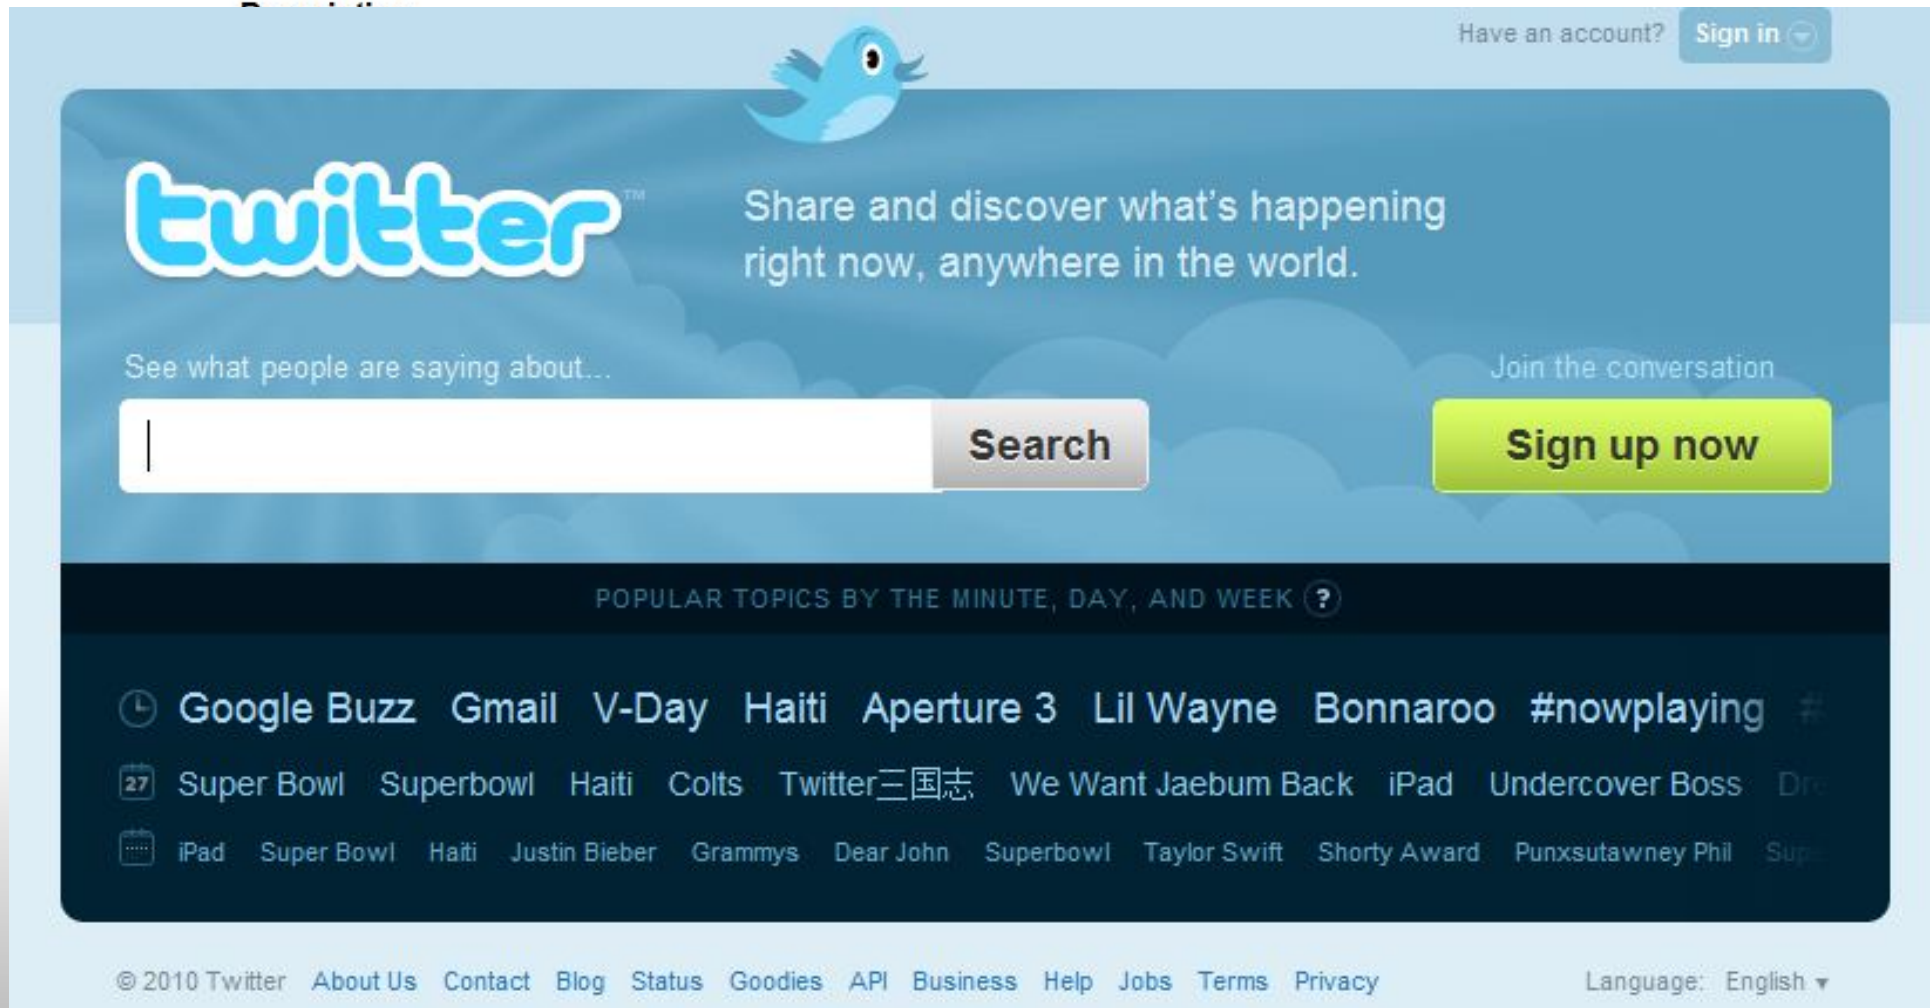 Have an account? Sign in
twitter™
Share and discover what's happening
right now, anywhere in the world.
See what people are saying about...
Join the conversation
Search
Sign up now
POPULAR TOPICS BY THE MINUTE, DAY, AND WEEK ?
Google Buzz Gmail V-Day Haiti Aperture 3 Lil Wayne Bonnaroo #nowplaying #
27 Super Bowl Superbowl Haiti Colts Twitter三国志 We Want Jaebum Back iPad Undercover Boss
iPad Super Bowl Haiti Justin Bieber Grammys Dear John Superbowl Taylor Swift Shorty Award Punxsutawney Phil
© 2010 Twitter About Us Contact Blog Status Goodies API Business Help Jobs Terms Privacy Language: English